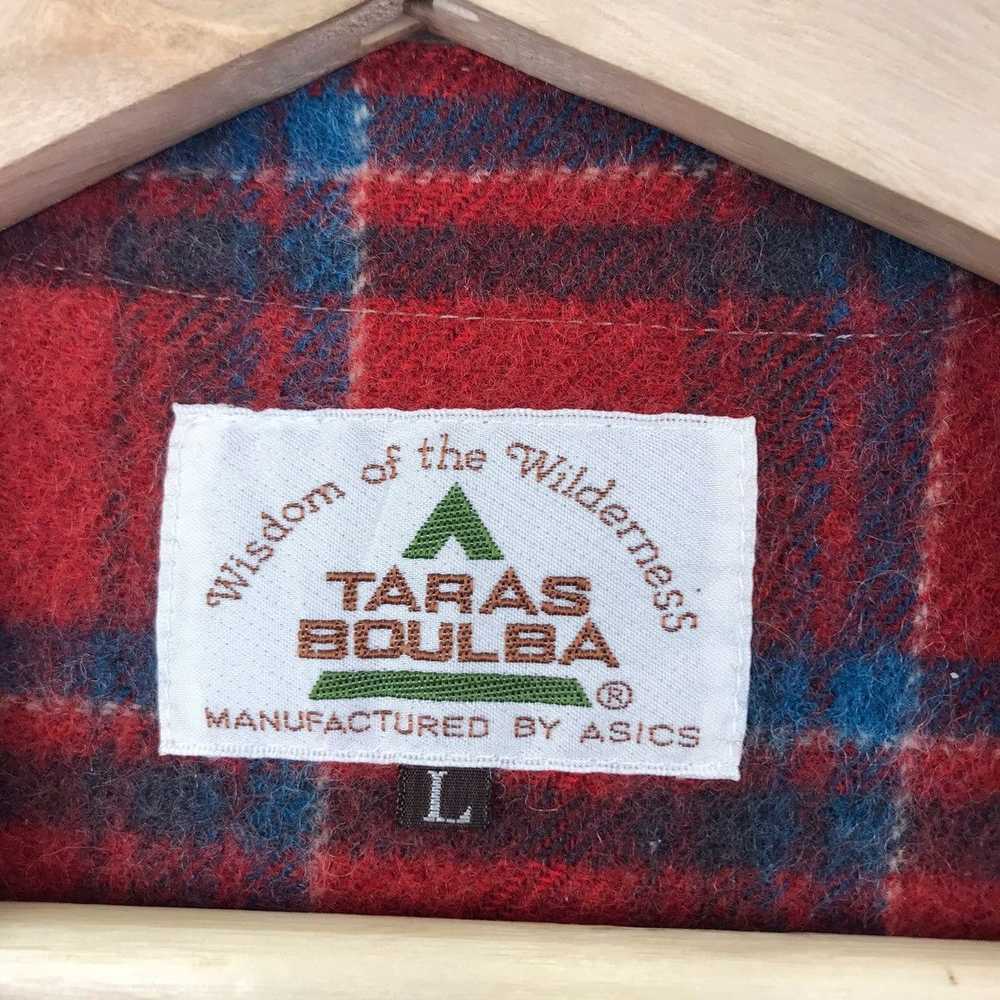 Wisdom of the Wilderness
TARAS
BOULBA
®
MANUFACTURED BY ASICS
L